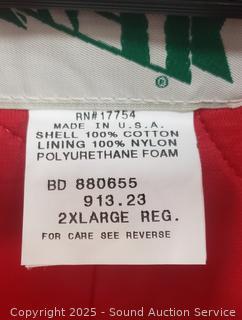 ®
RN#17754
MADE IN U.S.A.
SHELL 100% COTTON
LINING 100% NYLON
POLYURETHANE FOAM
BD 880655
913.23
2XLARGE REG.
FOR CARE SEE REVERSE
Copyright © 2025 - Sound Auction Service